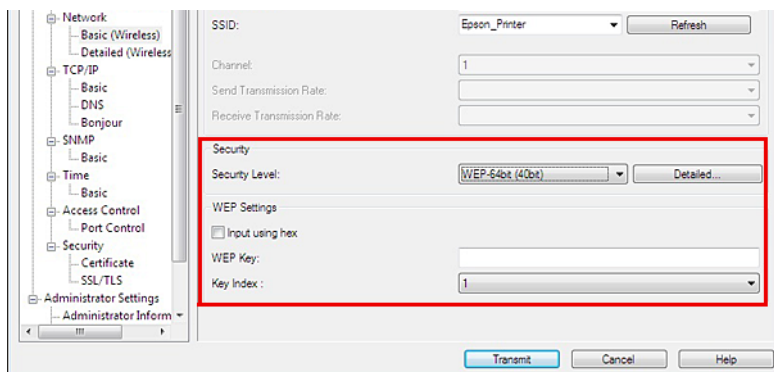 Network
Basic (Wireless)
Detailed (Wireless
TCP/IP
Basic
DNS
Bonjour
SNMP
Basic
Time
Basic
Access Control
Port Control
Security
Certificate
SSL/TLS
Administrator Settings
Administrator Inform
SSID:
Epson_Printer
Refresh
Channel:
1
Send Transmission Rate:
Receive Transmission Rate:
Security
Security Level:
WEP-64bit (40bit)
Detailed...
WEP Settings
Input using hex
WEP Key:
Key Index :
1
Transmit
Cancel
Help